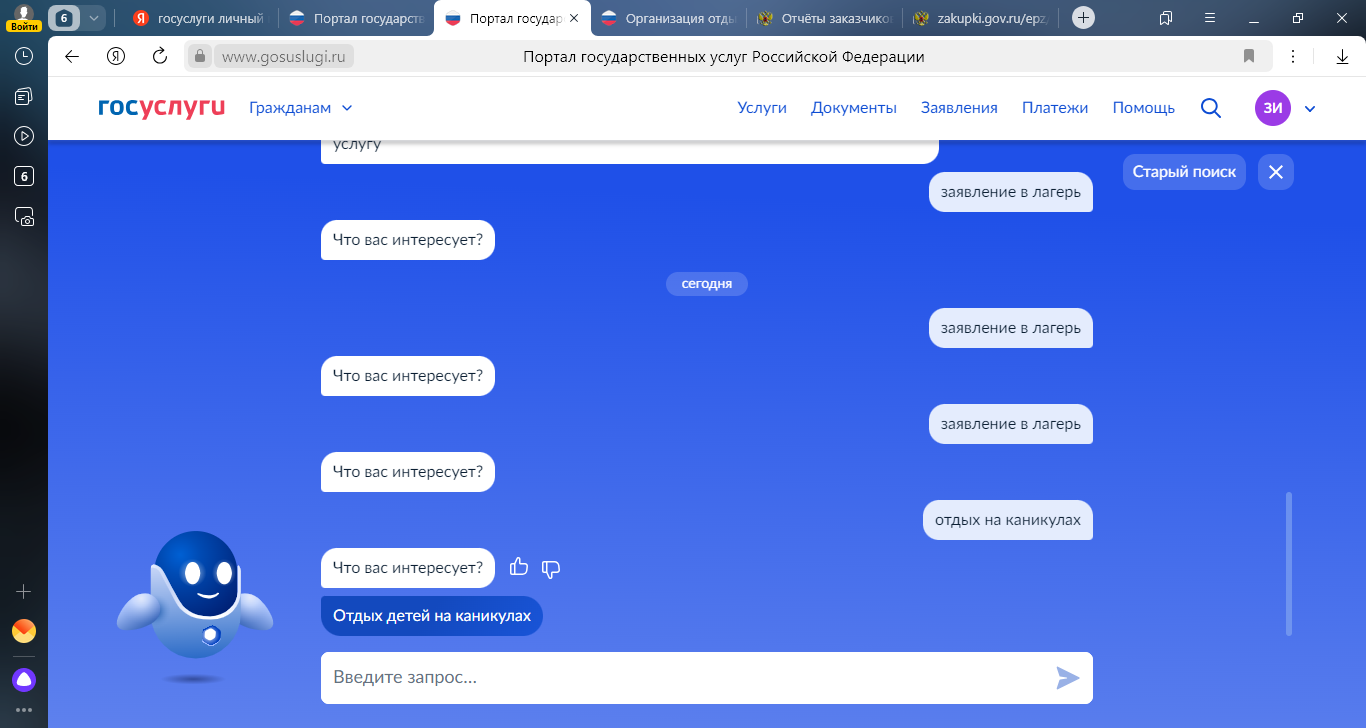 Войти
6
госуслуги личный
Портал государст
Портал государ
Организация отды
Отчёты заказчико
zakupki.gov.ru/epz
www.gosuslugi.ru
Портал государственных услуг Российской Федерации
госуслуги
Гражданам
Услуги
Документы
Заявления
Платежи
Помощь
ЗИ
6
услугу
Старый поиск
заявление в лагерь
Что вас интересует?
сегодня
заявление в лагерь
Что вас интересует?
заявление в лагерь
Что вас интересует?
отдых на каникулах
Что вас интересует?
Отдых детей на каникулах
Введите запрос...